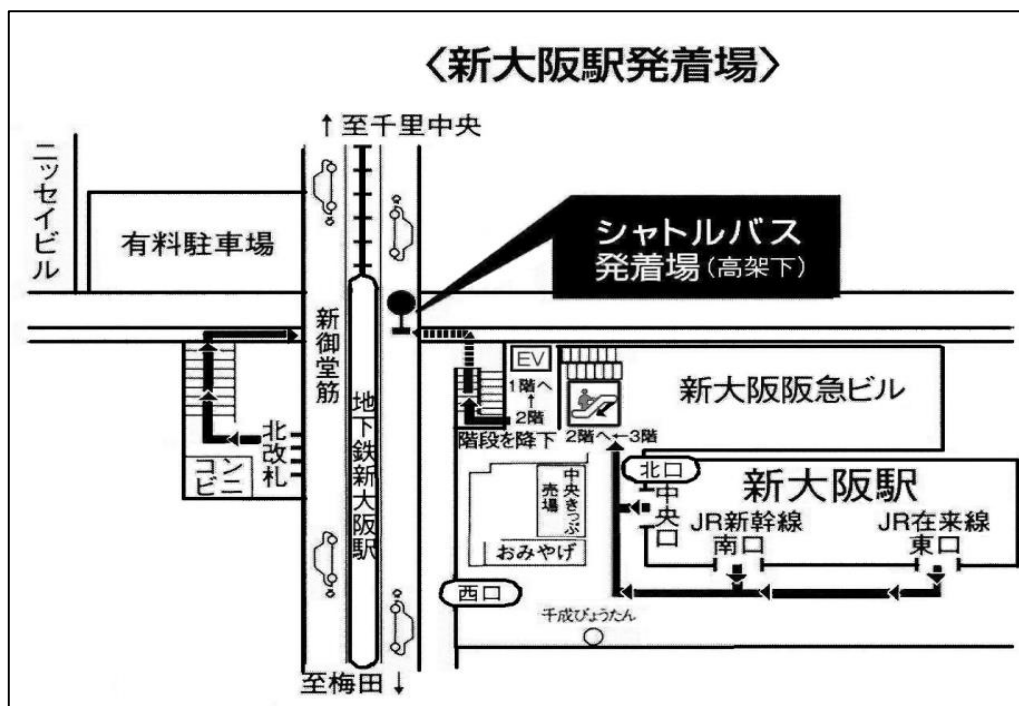 〈新大阪駅発着場〉
↑至千里中央
ニッセイビル
有料駐車場
シャトルバス
発着場(高架下)
新御堂筋
地下鉄新大阪駅
EV
1階へ
↑
2階
階段を降下
2階へ←3階
新大阪阪急ビル
北改札
コンビニ
中央きっぷ
売場
おみやげ
北口
中央口
新大阪駅
JR新幹線
南口
JR在来線
東口
西口
千成びょうたん
至梅田↓